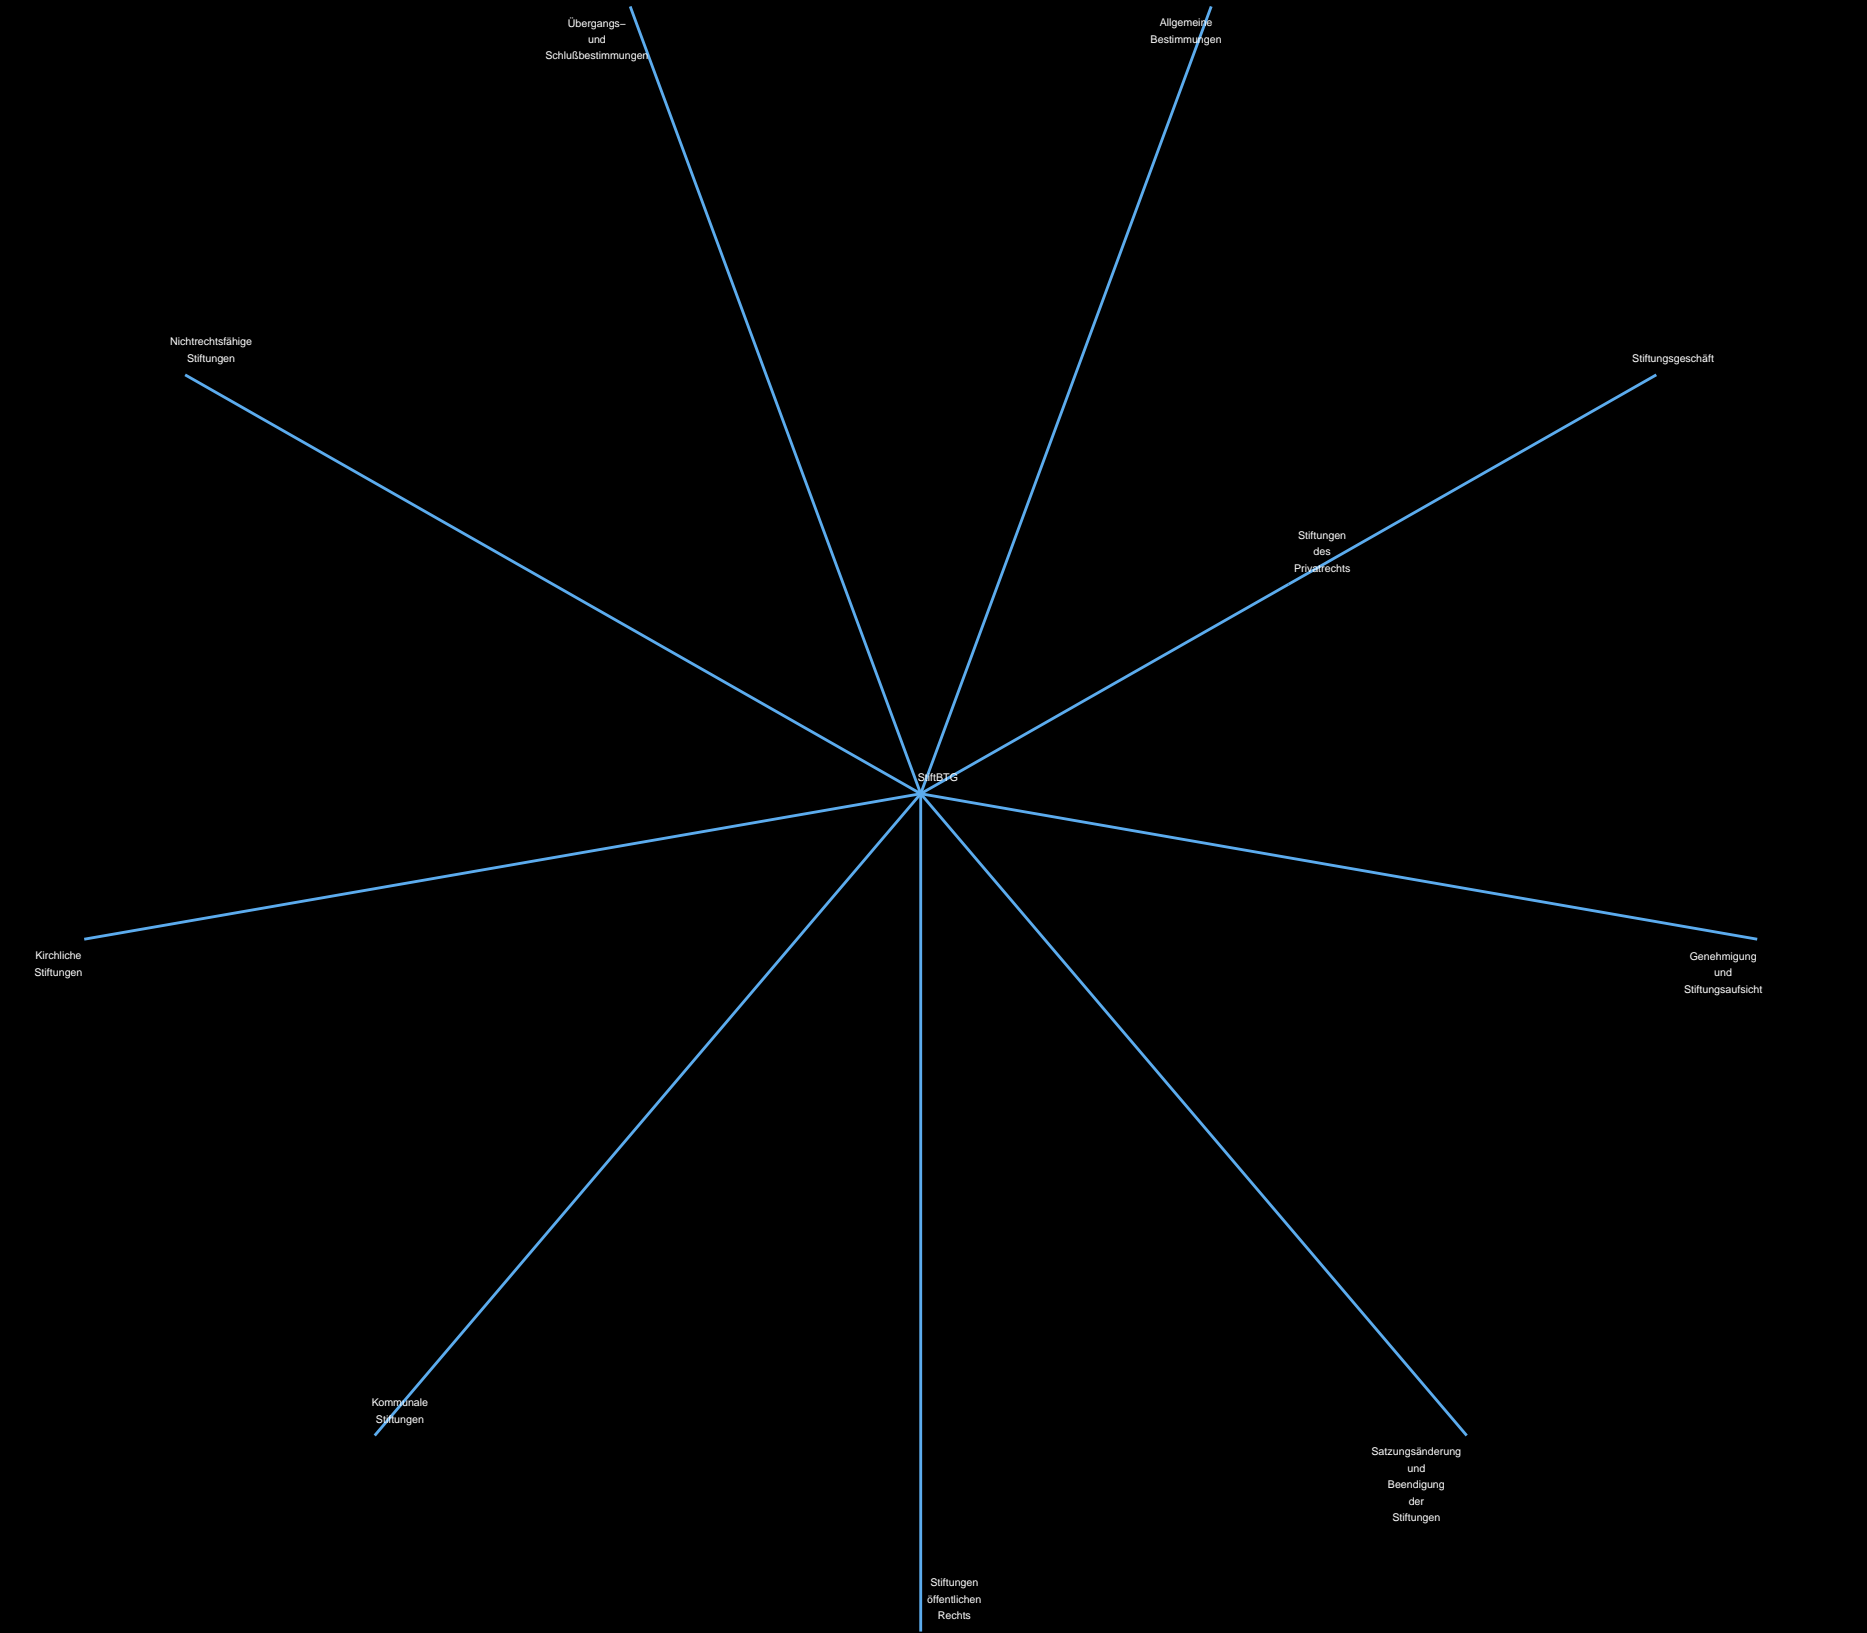 Übergangs–
und
Schlußbestimmungen
Allgemeine
Bestimmungen
Nichtrechtsfähige
Stiftungen
Stiftungsgeschäft
Stiftungen
des
Privatrechts
StiftBTG
Kirchliche
Stiftungen
Genehmigung
und
Stiftungsaufsicht
Kommunale
Stiftungen
Satzungsänderung
und
Beendigung
der
Stiftungen
Stiftungen
öffentlichen
Rechts